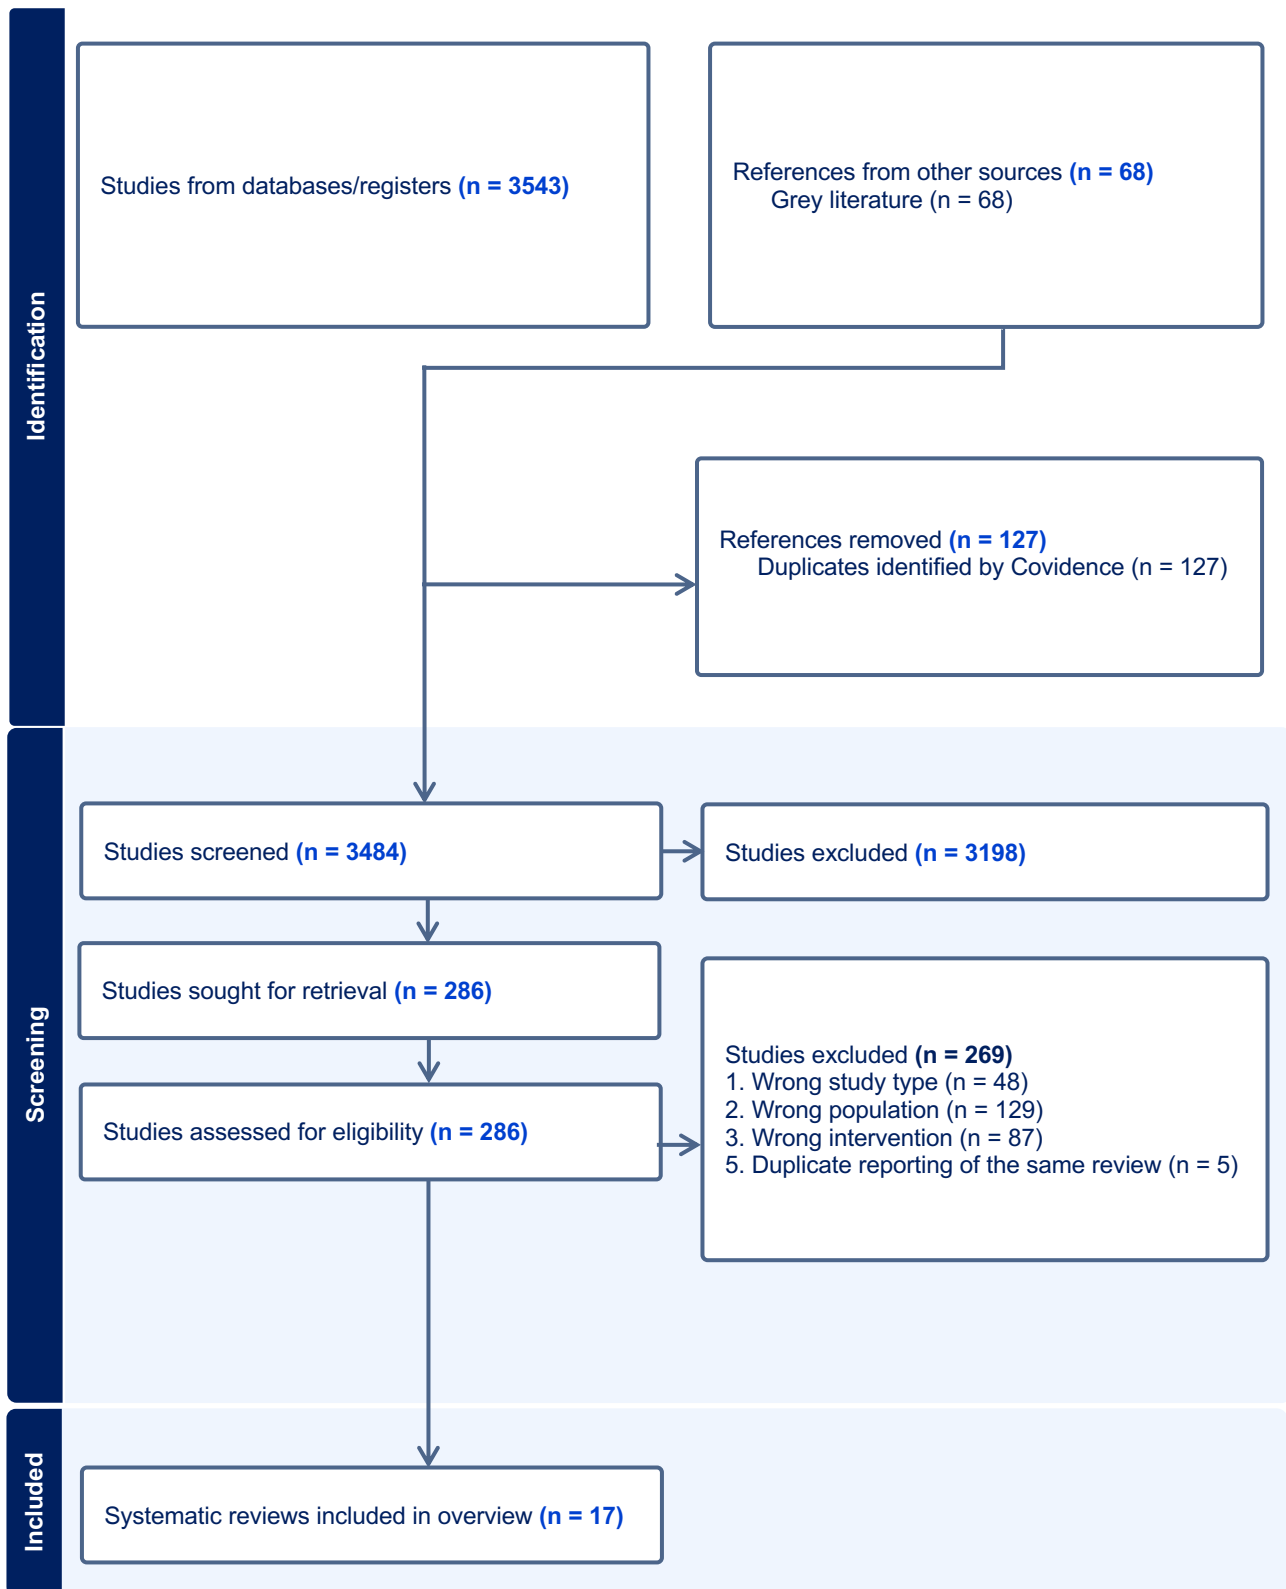 Identification
Studies from databases/registers (n = 3543)
References from other sources (n = 68)
Grey literature (n = 68)
References removed (n = 127)
Duplicates identified by Covidence (n = 127)
Screening
Studies screened (n = 3484)
Studies excluded (n = 3198)
Studies sought for retrieval (n = 286)
Studies assessed for eligibility (n = 286)
Studies excluded (n = 269)
1. Wrong study type (n = 48)
2. Wrong population (n = 129)
3. Wrong intervention (n = 87)
5. Duplicate reporting of the same review (n = 5)
Included
Systematic reviews included in overview (n = 17)